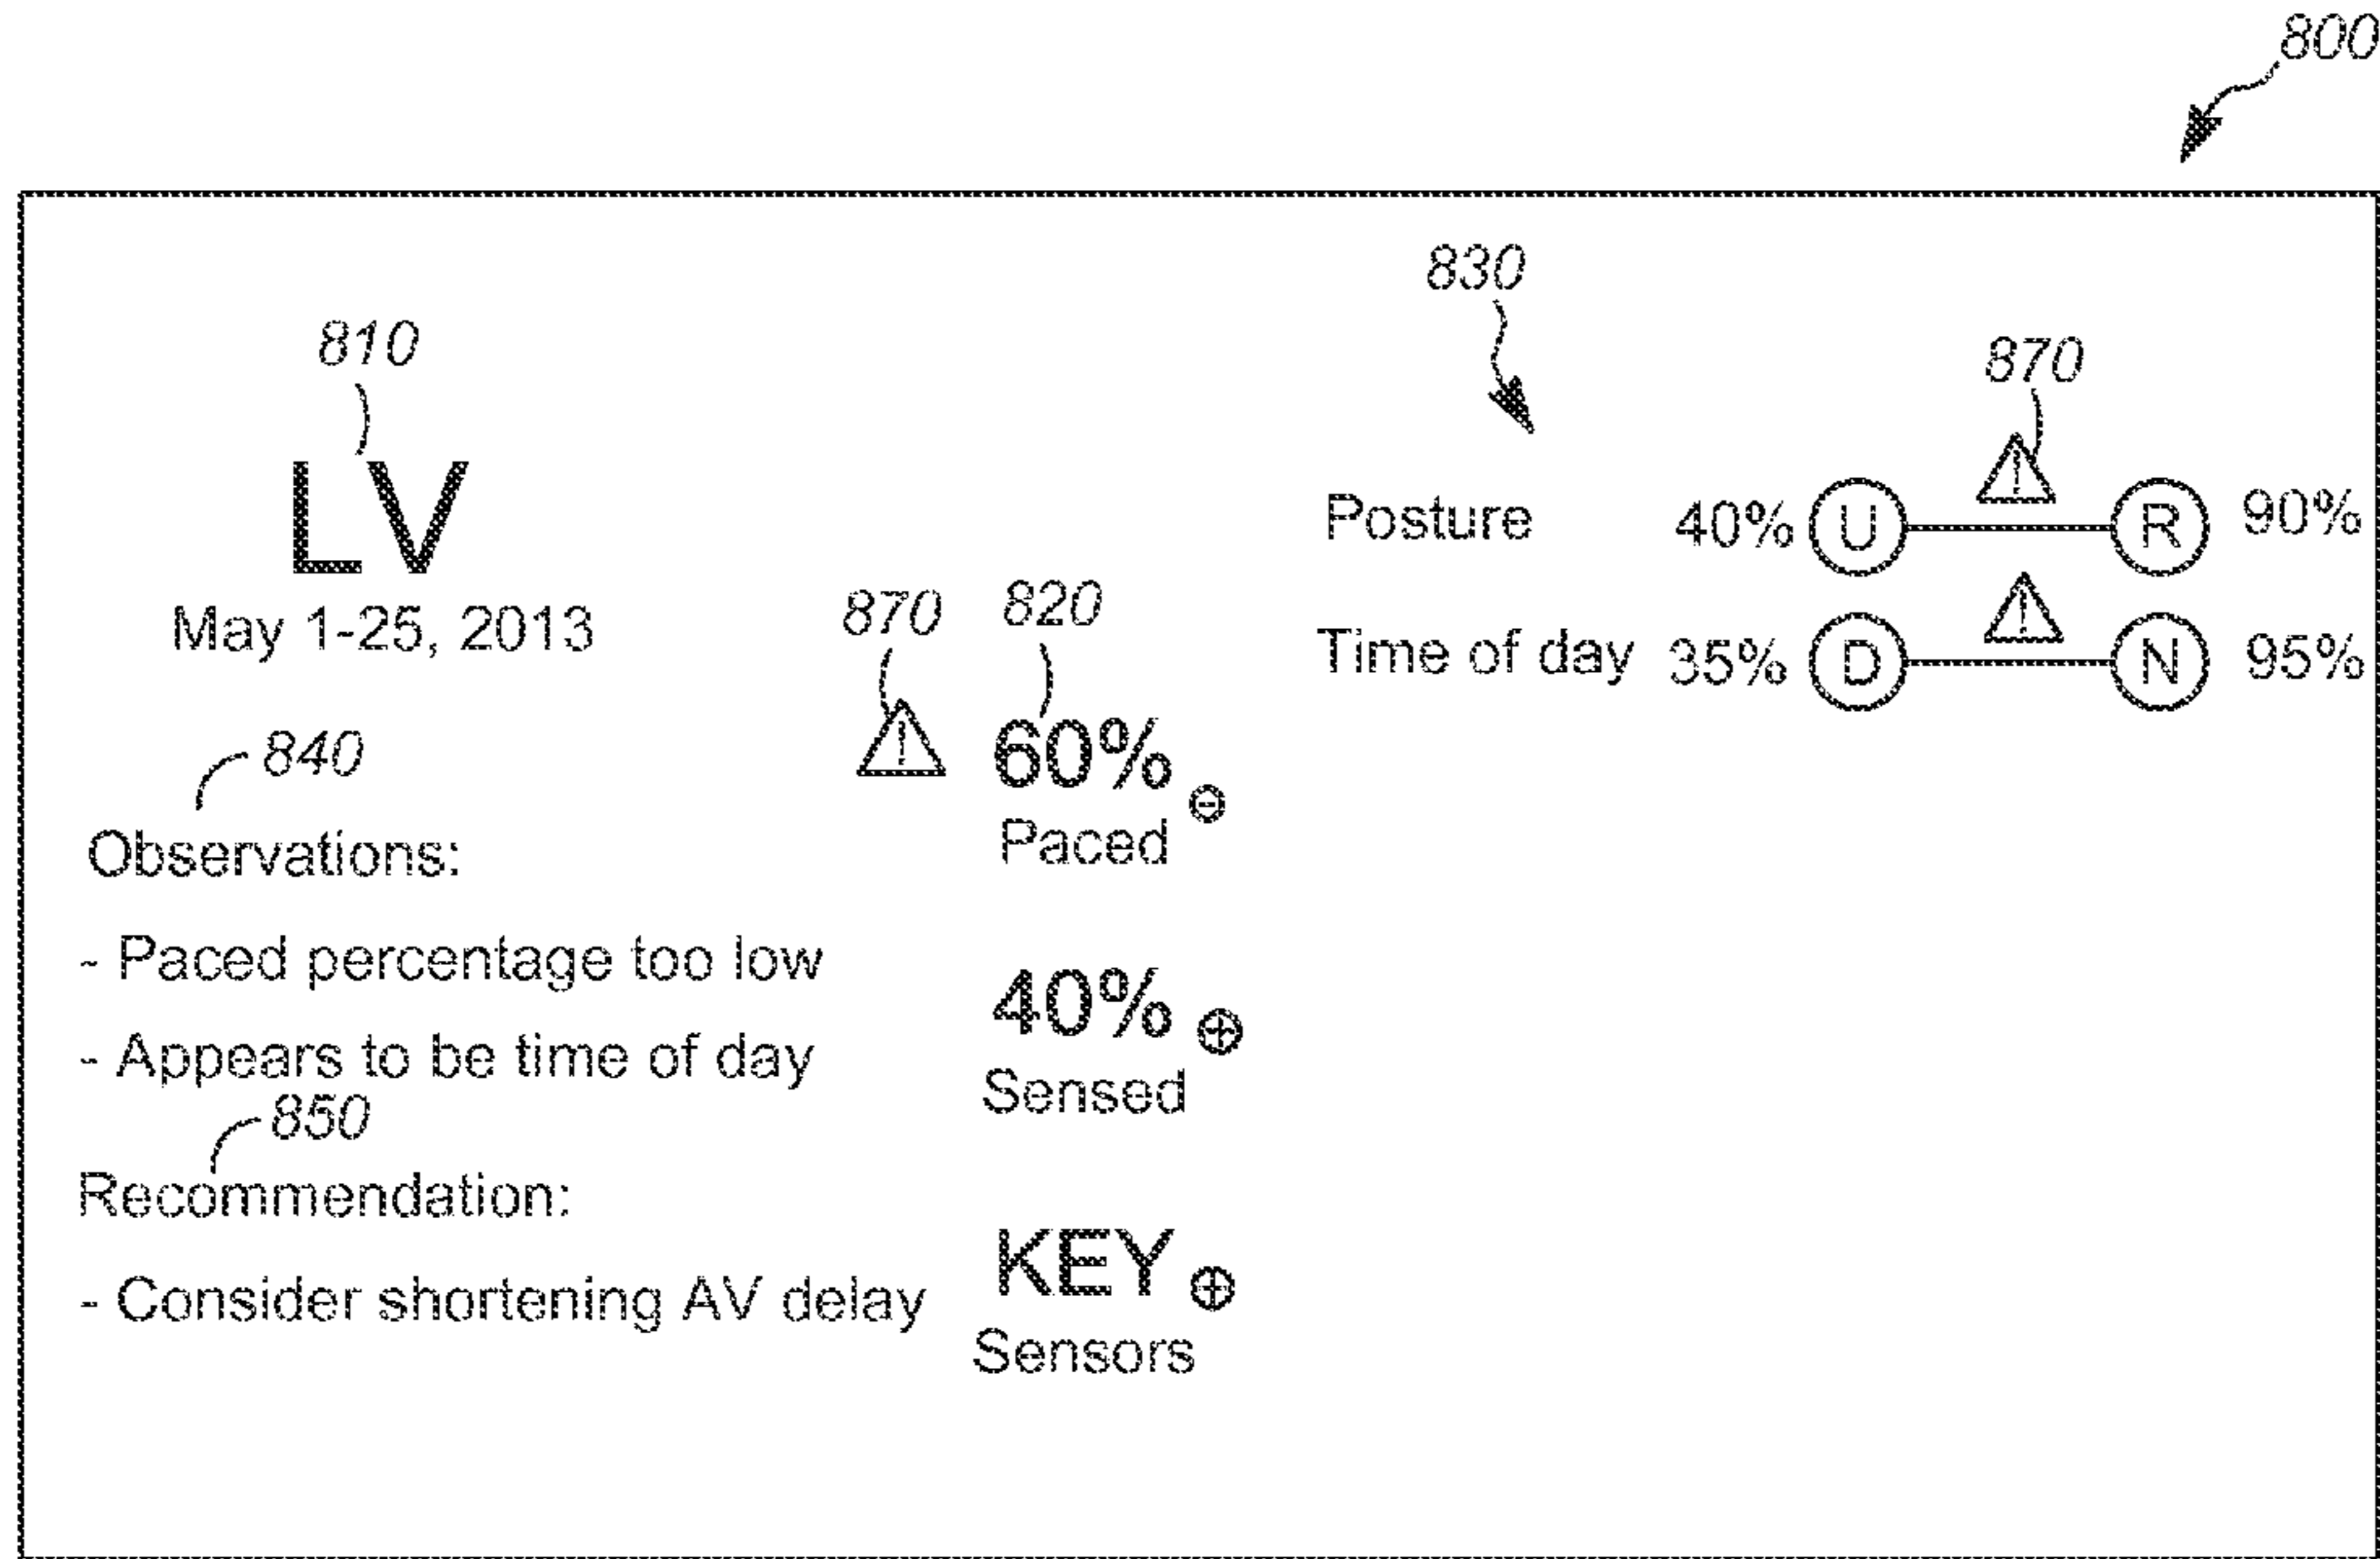 800
830
810
870
LV
May 1-25, 2013
Posture 40% U R 90%
Time of day 35% D N 95%
870 820
! 60%
Paced
840
Observations:
- Paced percentage too low
- Appears to be time of day
40%
Sensed
850
Recommendation:
- Consider shortening AV delay
KEY
Sensors